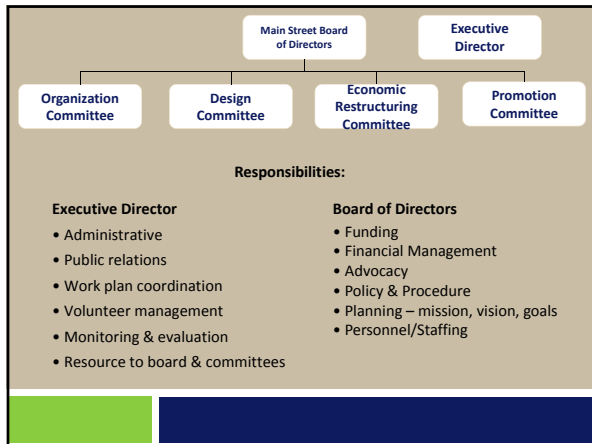 Main Street Board
of Directors
Executive
Director
Organization
Committee
Design
Committee
Economic
Restructuring
Committee
Promotion
Committee
Responsibilities:
Executive Director
• Administrative
• Public relations
• Work plan coordination
• Volunteer management
• Monitoring & evaluation
• Resource to board & committees
Board of Directors
• Funding
• Financial Management
• Advocacy
• Policy & Procedure
• Planning – mission, vision, goals
• Personnel/Staffing